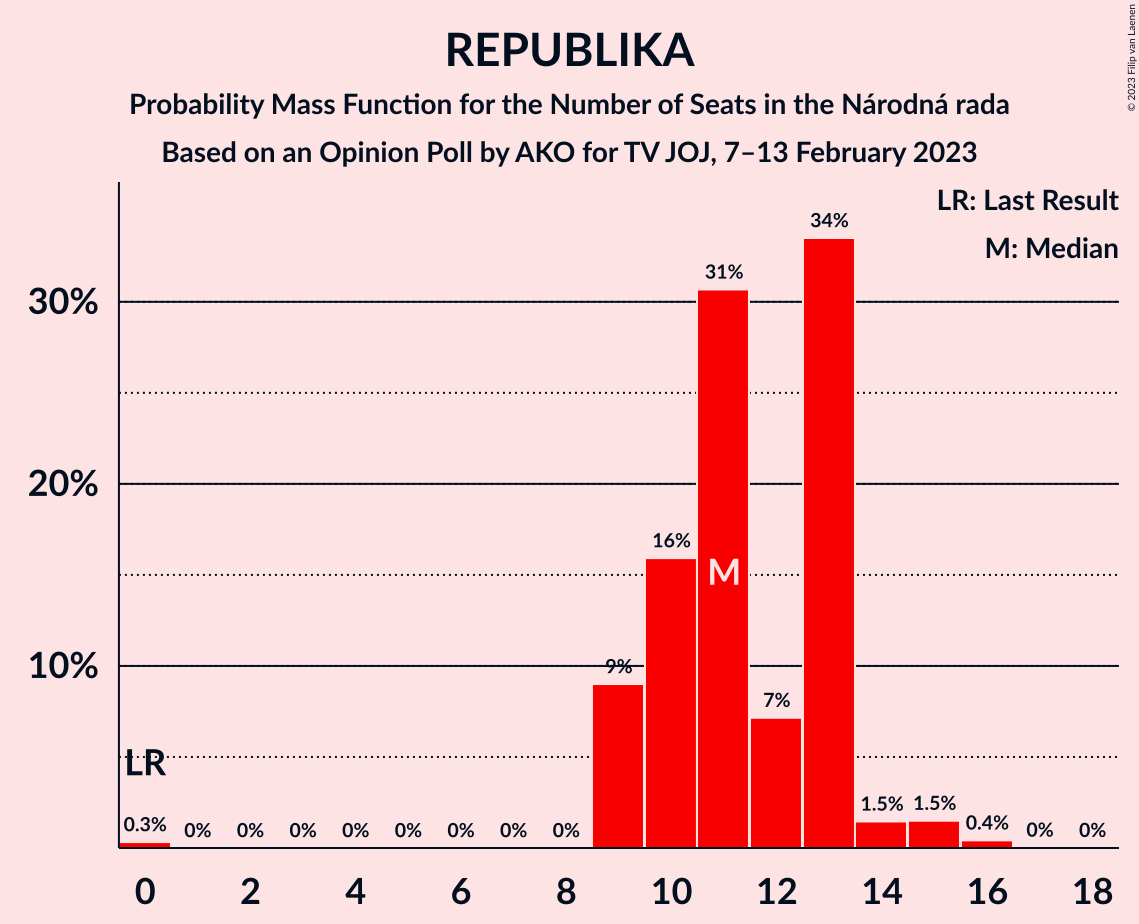 REPUBLIKA
Probability Mass Function for the Number of Seats in the Národná rada
Based on an Opinion Poll by AKO for TV JOJ, 7–13 February 2023
© 2023 Filip van Laenen
LR: Last Result
M: Median
34%
31%
30%
20%
16%
M
10%
9%
7%
LR
0.3%
0%
0%
0%
0%
0%
0%
0%
0%
1.5%
1.5%
0.4%
0%
0%
0 2 4 6 8 10 12 14 16 18